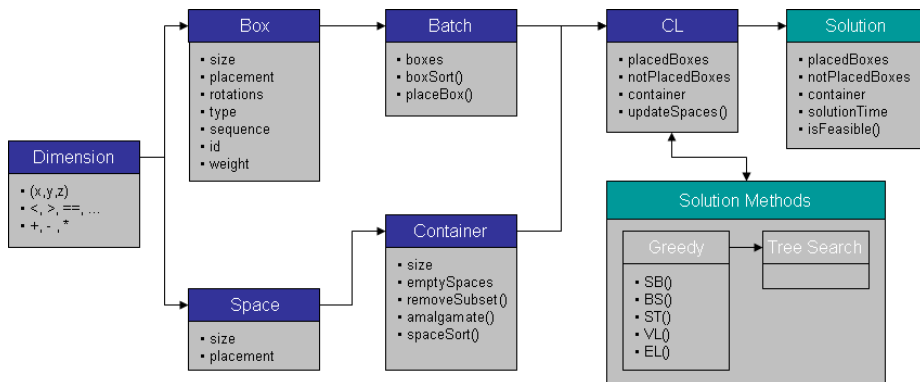 Box
▪ size
▪ placement
▪ rotations
▪ type
▪ sequence
▪ id
▪ weight
Batch
▪ boxes
▪ boxSort()
▪ placeBox()
CL
▪ placedBoxes
▪ notPlacedBoxes
▪ container
▪ updateSpaces()
Solution
▪ placedBoxes
▪ notPlacedBoxes
▪ container
▪ solutionTime
▪ isFeasible()
Dimension
▪ (x,y,z)
▪ <, >, ==, ...
▪ +, - ,*
Space
▪ size
▪ placement
Container
▪ size
▪ emptySpaces
▪ removeSubset()
▪ amalgamate()
▪ spaceSort()
Solution Methods
Greedy
▪ SB()
▪ BS()
▪ ST()
▪ VL()
▪ EL()
Tree Search